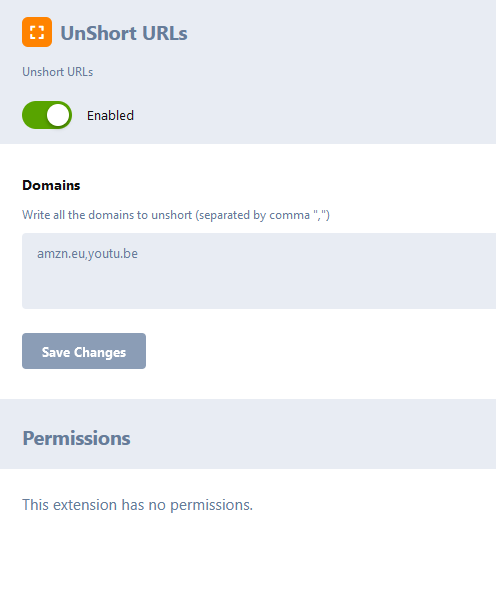 UnShort URLs
Unshort URLs
Enabled
Domains
Write all the domains to unshort (separated by comma ",")
amzn.eu,youtu.be
Save Changes
Permissions
This extension has no permissions.